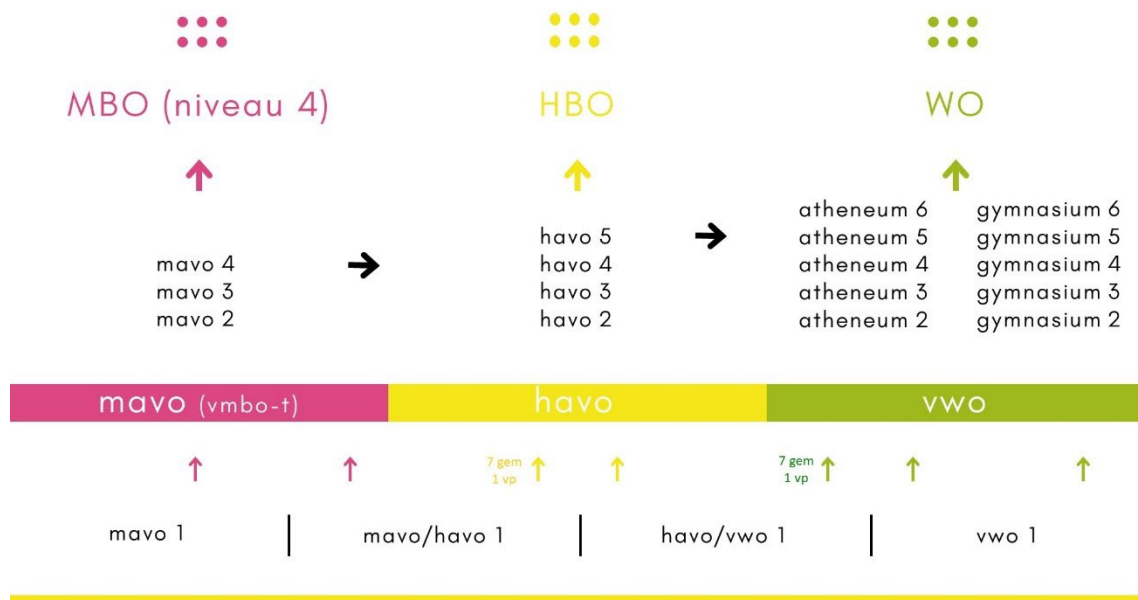 MBO (niveau 4)
HBO
WO
mavo 4
mavo 3
mavo 2
havo 5
havo 4
havo 3
havo 2
atheneum 6
atheneum 5
atheneum 4
atheneum 3
atheneum 2
gymnasium 6
gymnasium 5
gymnasium 4
gymnasium 3
gymnasium 2
mavo (vmbo-t)
havo
vwo
7 gem
1 vp
7 gem
1 vp
mavo 1
mavo/havo 1
havo/vwo 1
vwo 1